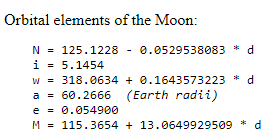 Orbital elements of the Moon:
N = 125.1228 - 0.0529538083 * d
i = 5.1454
w = 318.0634 + 0.1643573223 * d
a = 60.2666 (Earth radii)
e = 0.054900
M = 115.3654 + 13.0649929509 * d